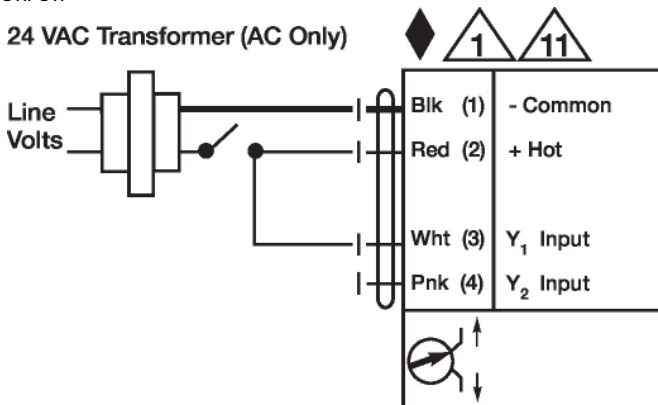 24 VAC Transformer (AC Only)
1
11
Line
Volts
Blk (1) - Common
Red (2) + Hot
Wht (3) Y1 Input
Pnk (4) Y2 Input